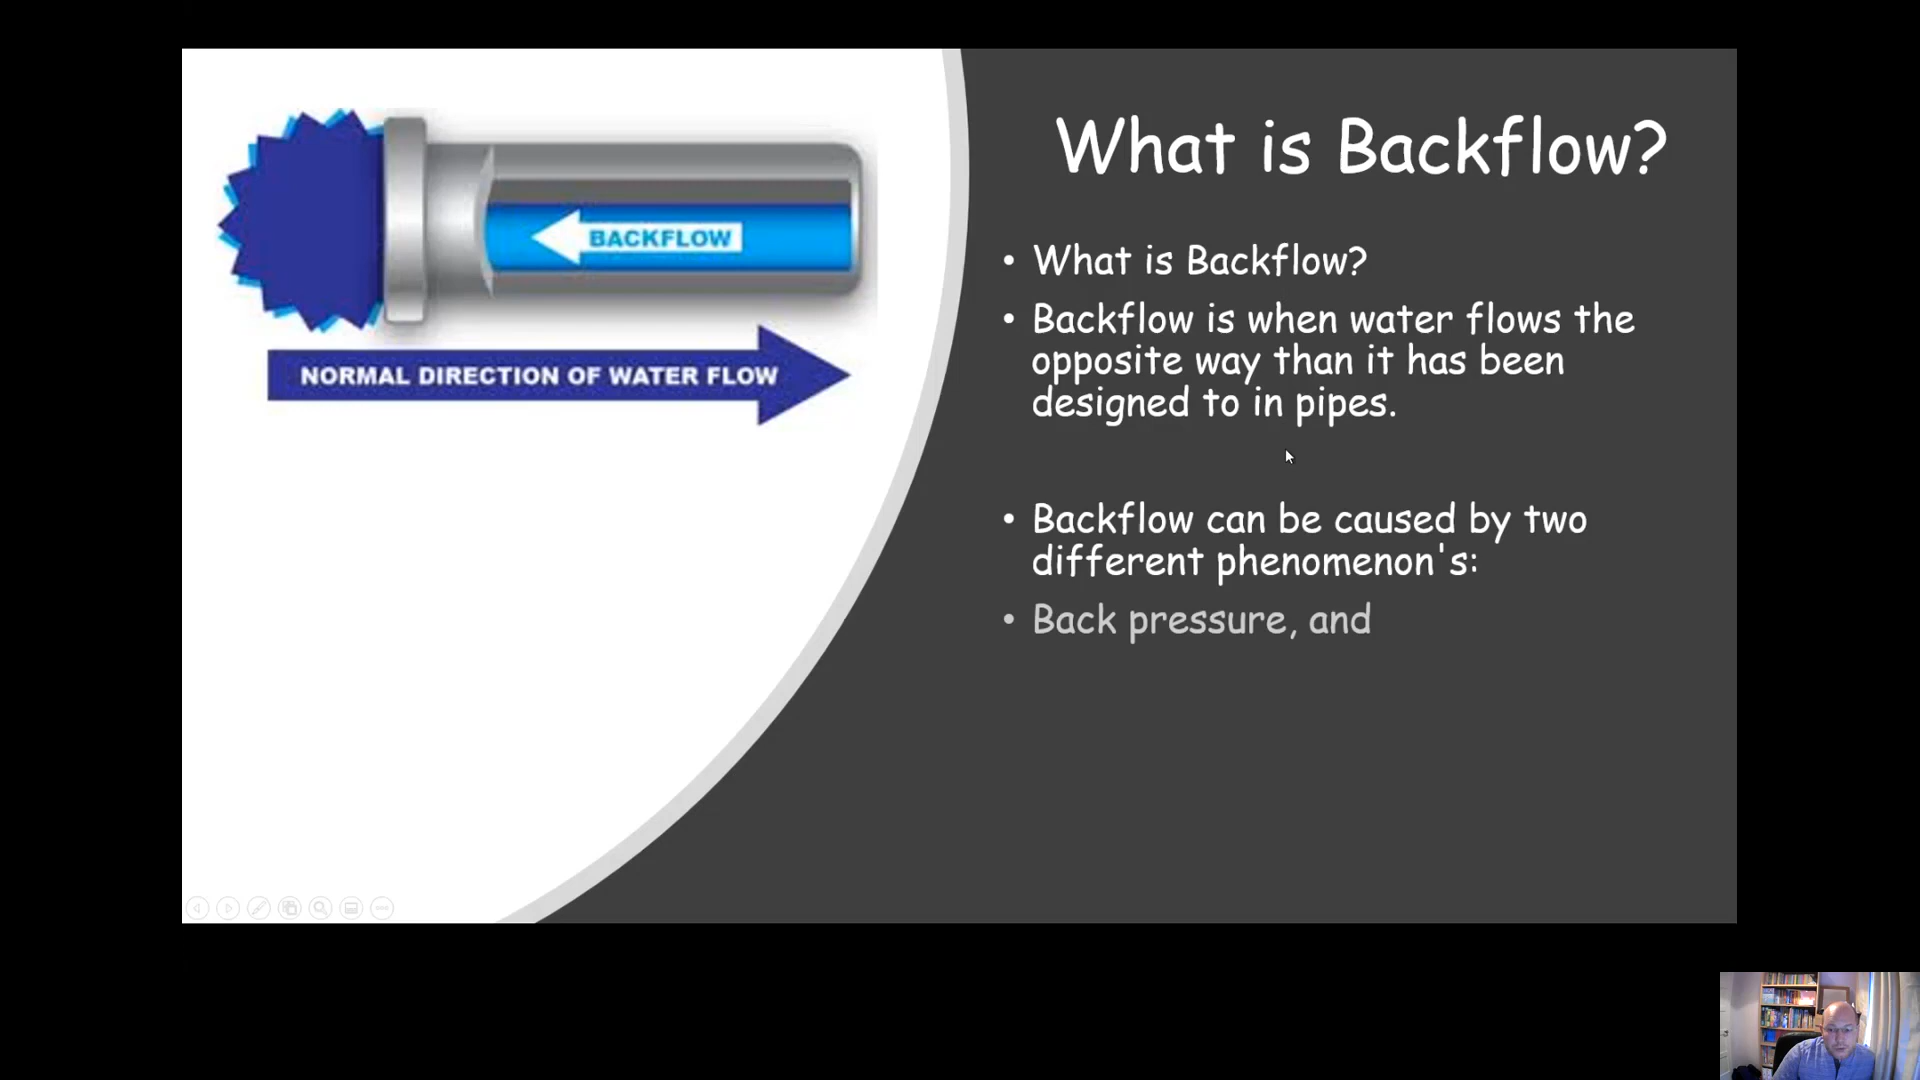 BACKFLOW
NORMAL DIRECTION OF WATER FLOW
What is Backflow?
• What is Backflow?
• Backflow is when water flows the
opposite way than it has been
designed to in pipes.
• Backflow can be caused by two
different phenomenon's:
• Back pressure, and